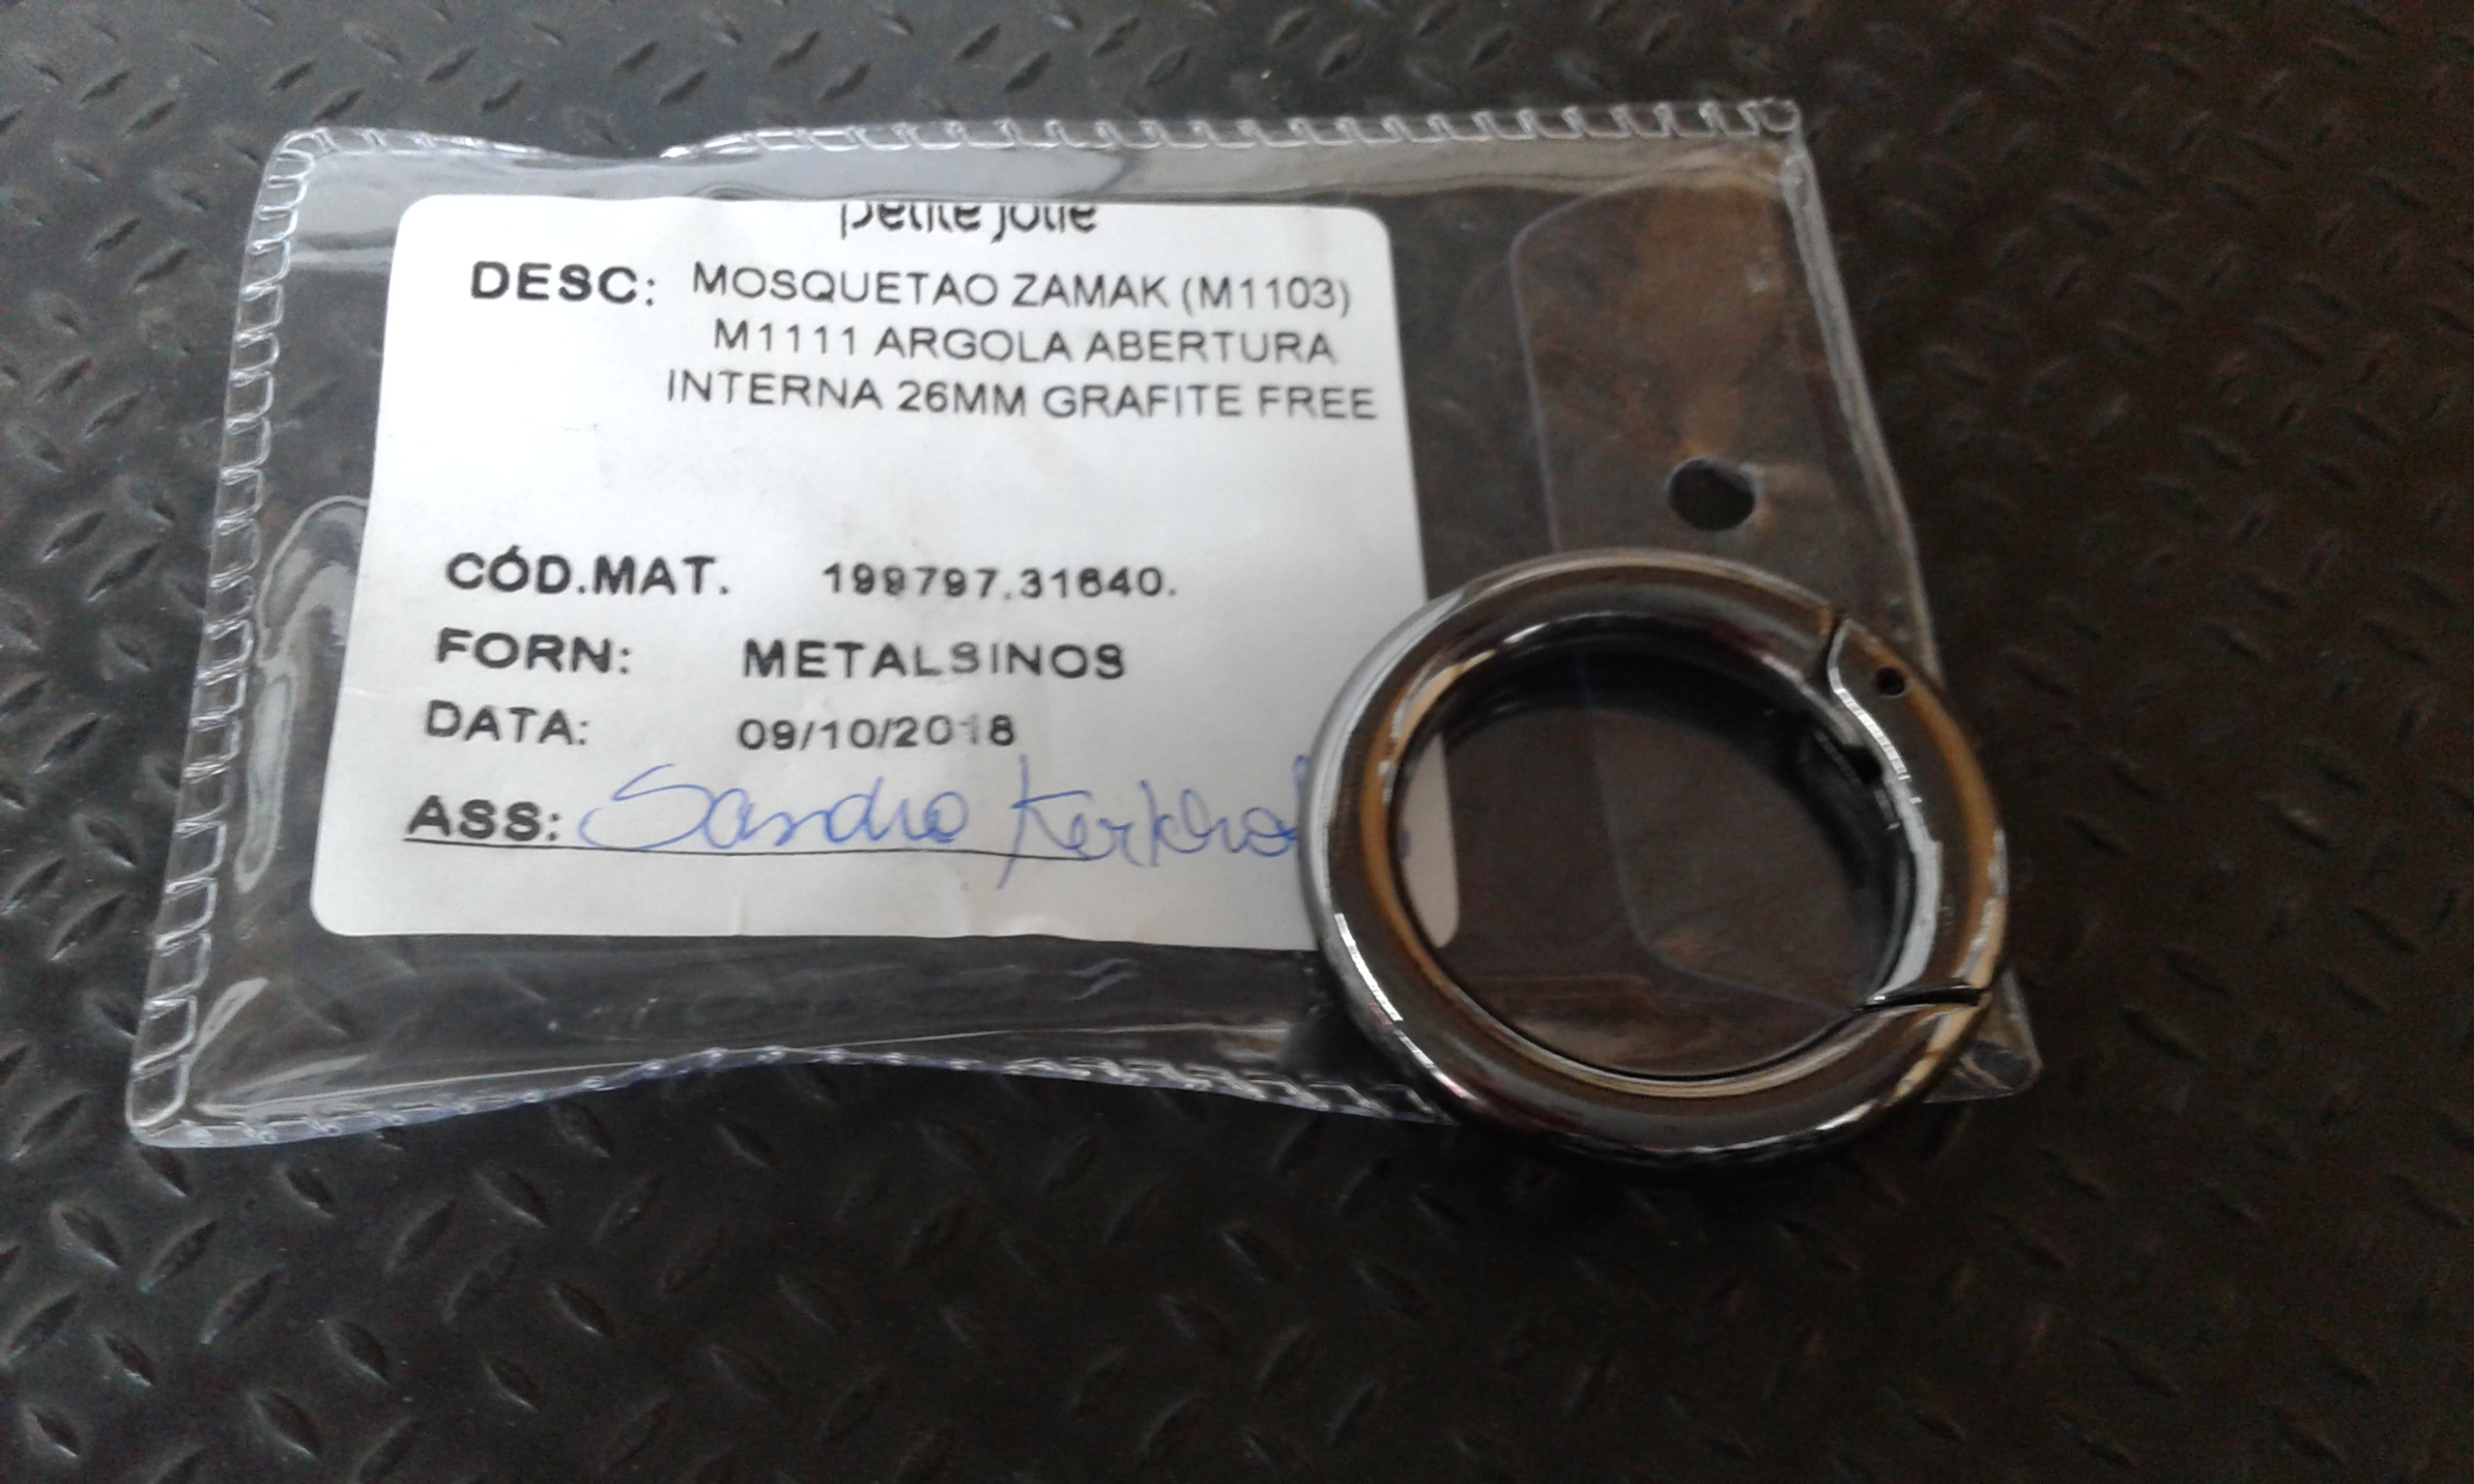 petite jolie
DESC: MOSQUETAO ZAMAK (M1103)
M1111 ARGOLA ABERTURA
INTERNA 26MM GRAFITE FREE
CÓD.MAT. 199797.31640.
FORN: METALSINOS
DATA: 09/10/2018
ASS: Sandro